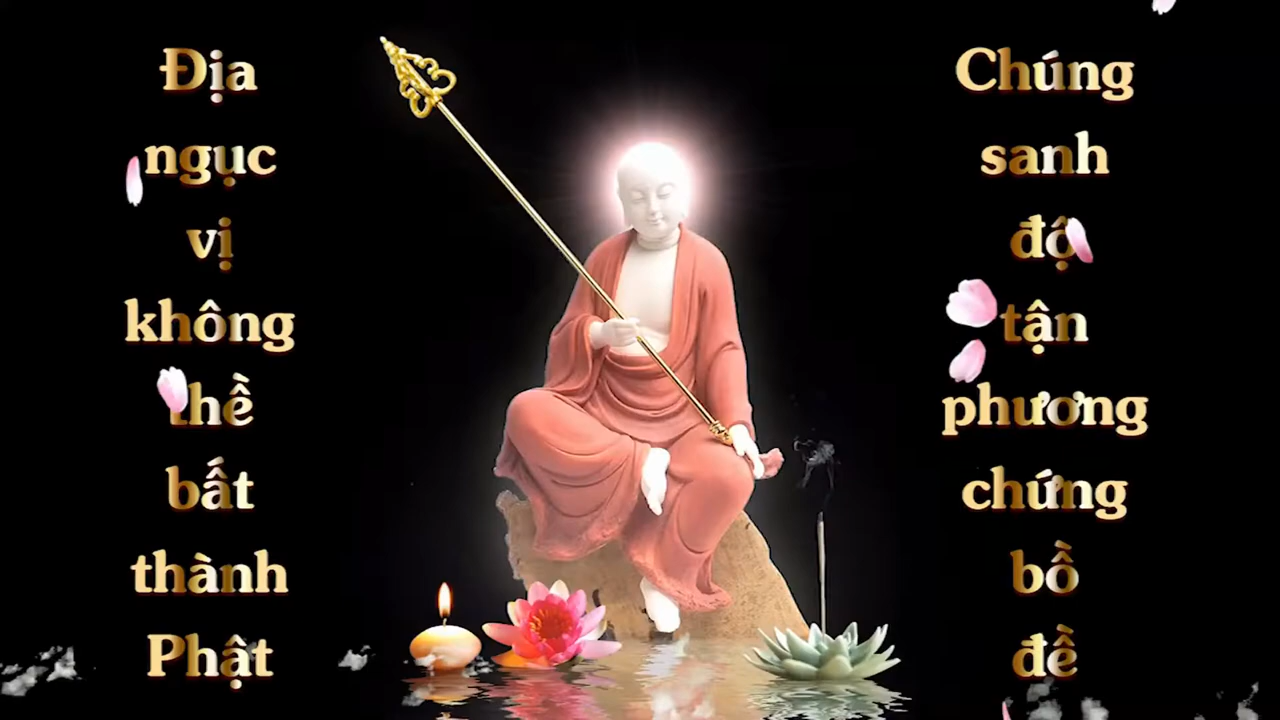 Địa
ngục
vị
không
thề
bất
thành
Phật
Chúng
sanh
độ
tận
phương
chứng
bồ
đề